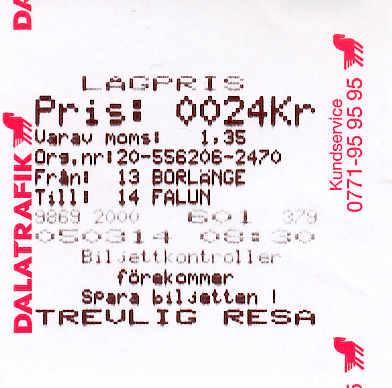 LÅGPRIS
Pris: 0024Kr
Varav moms: 1,35
Org,nr:20-556206-2470
Från: 13 BORLÄNGE
Till: 14 FALUN
9869 2000 601 379
050314 08:30
Biljettkontroller
förekommer
Spara biljetten !
TREVLIG RESA
DALATRAFIK
Kundservice
0771-95 95 95